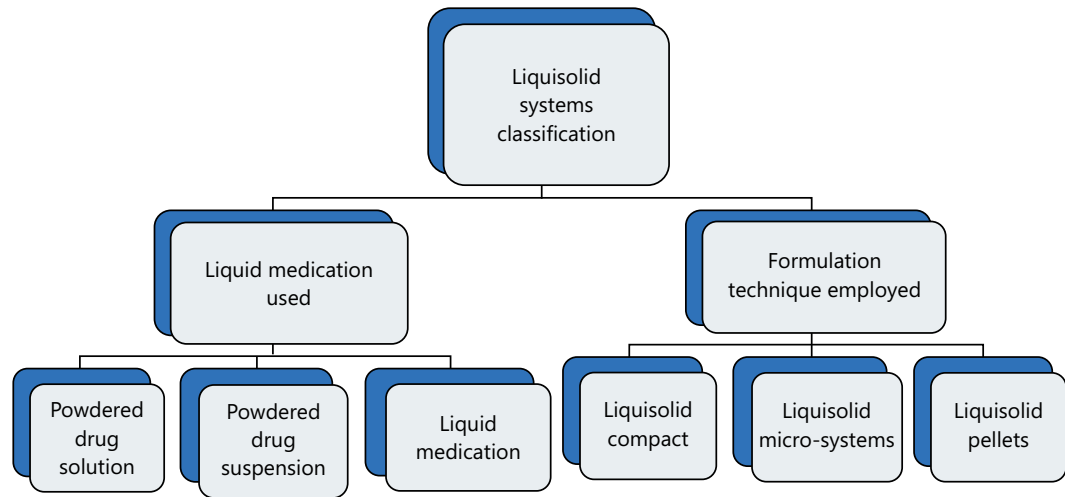 Liquisolid
systems
classification
Liquid medication
used
Formulation
technique employed
Powdered
drug
solution
Powdered
drug
suspension
Liquid
medication
Liquisolid
compact
Liquisolid
micro-systems
Liquisolid
pellets